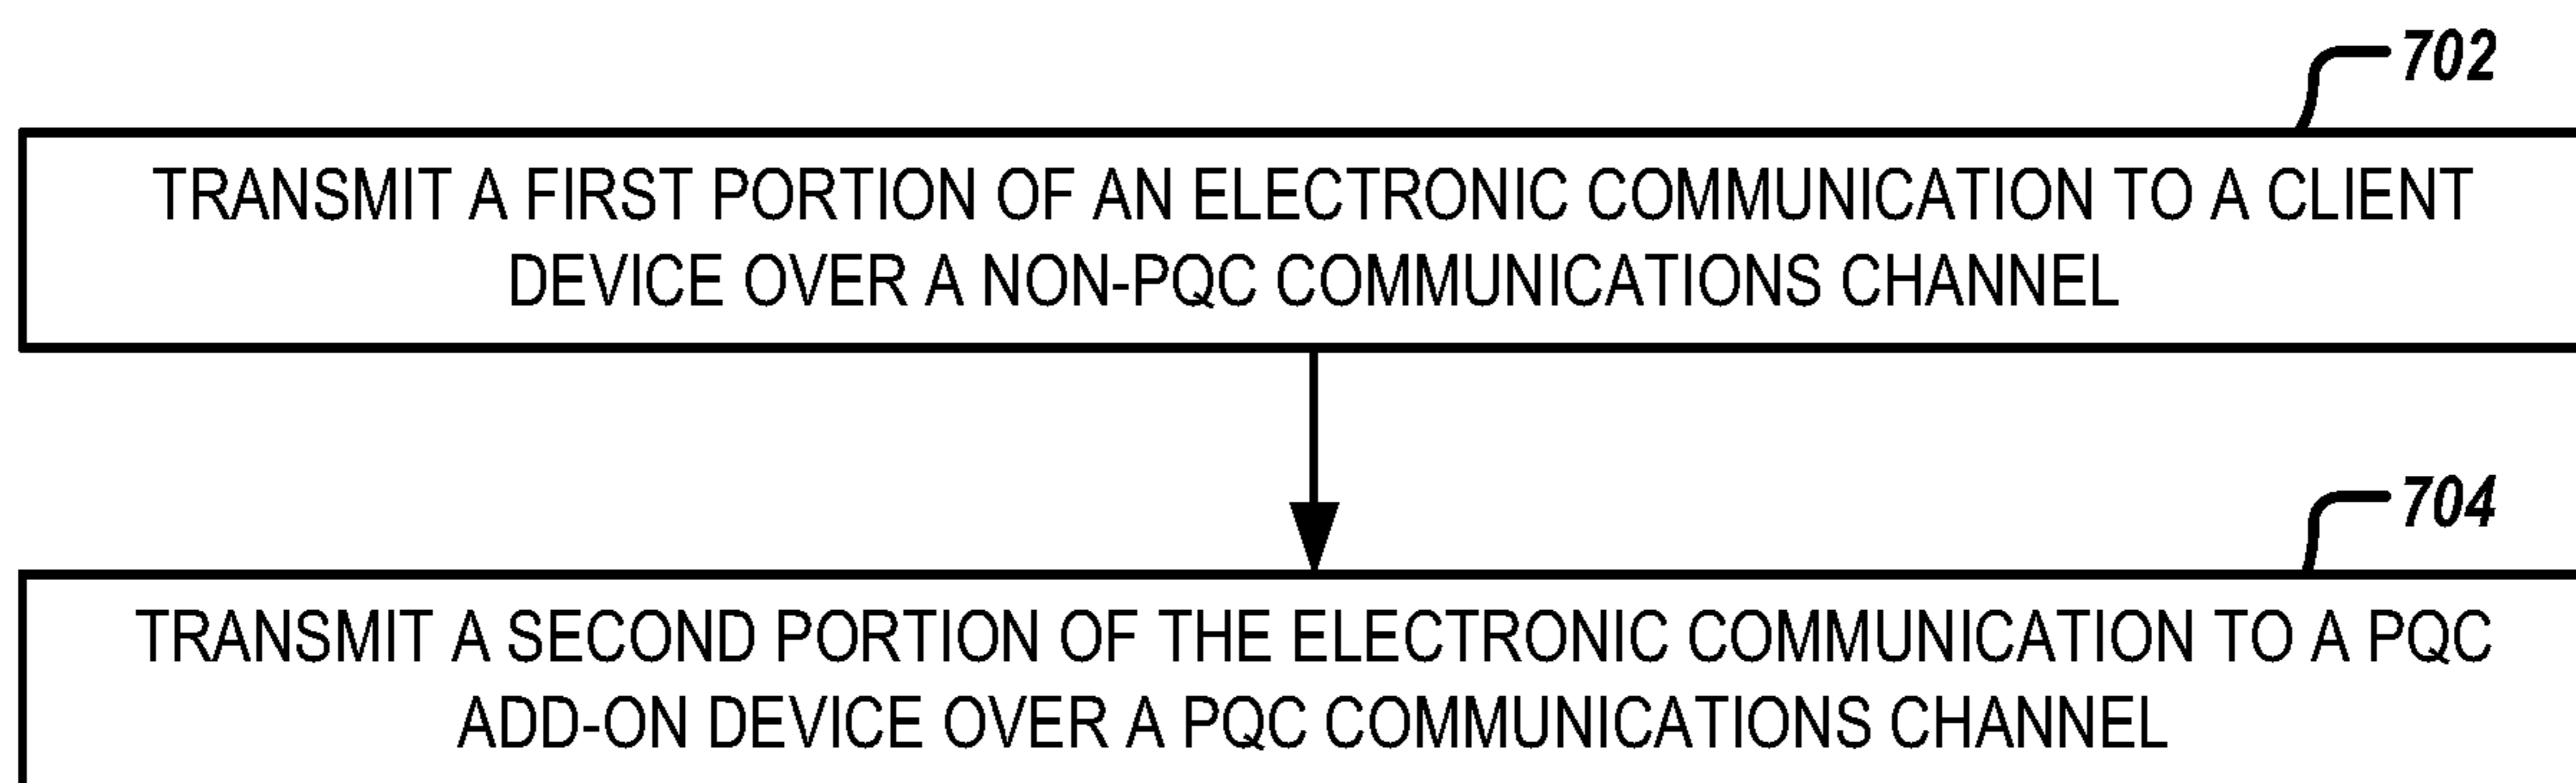 702
TRANSMIT A FIRST PORTION OF AN ELECTRONIC COMMUNICATION TO A CLIENT
DEVICE OVER A NON-PQC COMMUNICATIONS CHANNEL
704
TRANSMIT A SECOND PORTION OF THE ELECTRONIC COMMUNICATION TO A PQC
ADD-ON DEVICE OVER A PQC COMMUNICATIONS CHANNEL